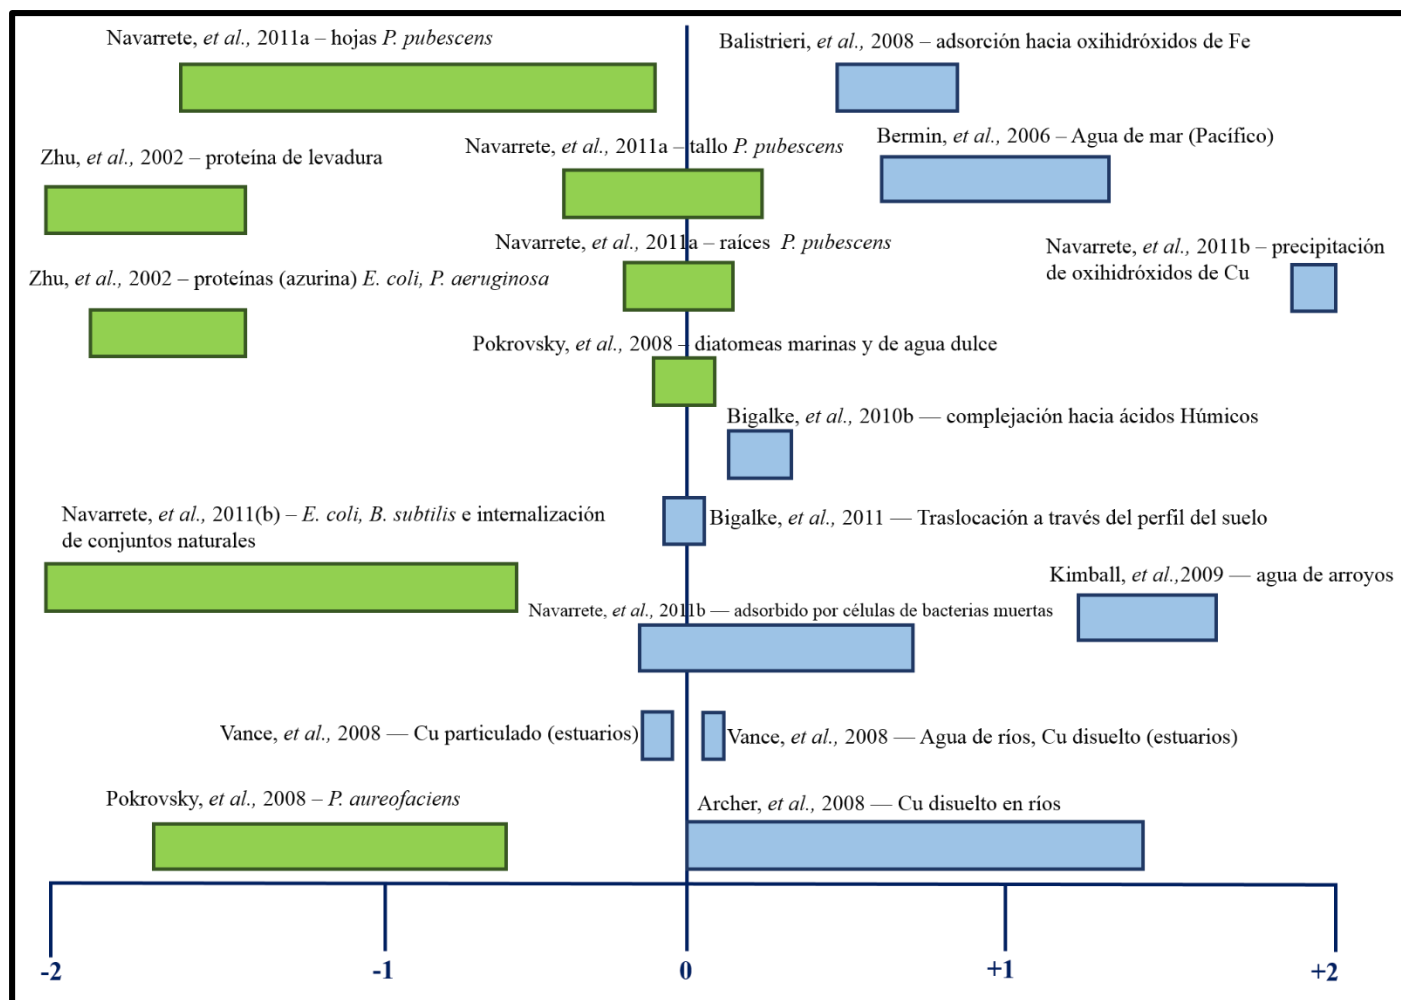 Navarrete, et al., 2011a – hojas P. pubescens
Balistrieri, et al., 2008 – adsorción hacia oxihidróxidos de Fe
Zhu, et al., 2002 – proteína de levadura
Navarrete, et al., 2011a – tallo P. pubescens
Bermin, et al., 2006 – Agua de mar (Pacífico)
Navarrete, et al., 2011a – raíces P. pubescens
Navarrete, et al., 2011b – precipitación
de oxihidróxidos de Cu
Zhu, et al., 2002 – proteínas (azurina) E. coli, P. aeruginosa
Pokrovsky, et al., 2008 – diatomeas marinas y de agua dulce
Bigalke, et al., 2010b — complejación hacia ácidos Húmicos
Navarrete, et al., 2011(b) – E. coli, B. subtilis e internalización
de conjuntos naturales
Bigalke, et al., 2011 — Traslocación a través del perfil del suelo
Kimball, et al.,2009 — agua de arroyos
Navarrete, et al., 2011b — adsorbido por células de bacterias muertas
Vance, et al., 2008 — Cu particulado (estuarios)
Vance, et al., 2008 — Agua de ríos, Cu disuelto (estuarios)
Pokrovsky, et al., 2008 – P. aureofaciens
Archer, et al., 2008 — Cu disuelto en ríos
-2 -1 0 +1 +2